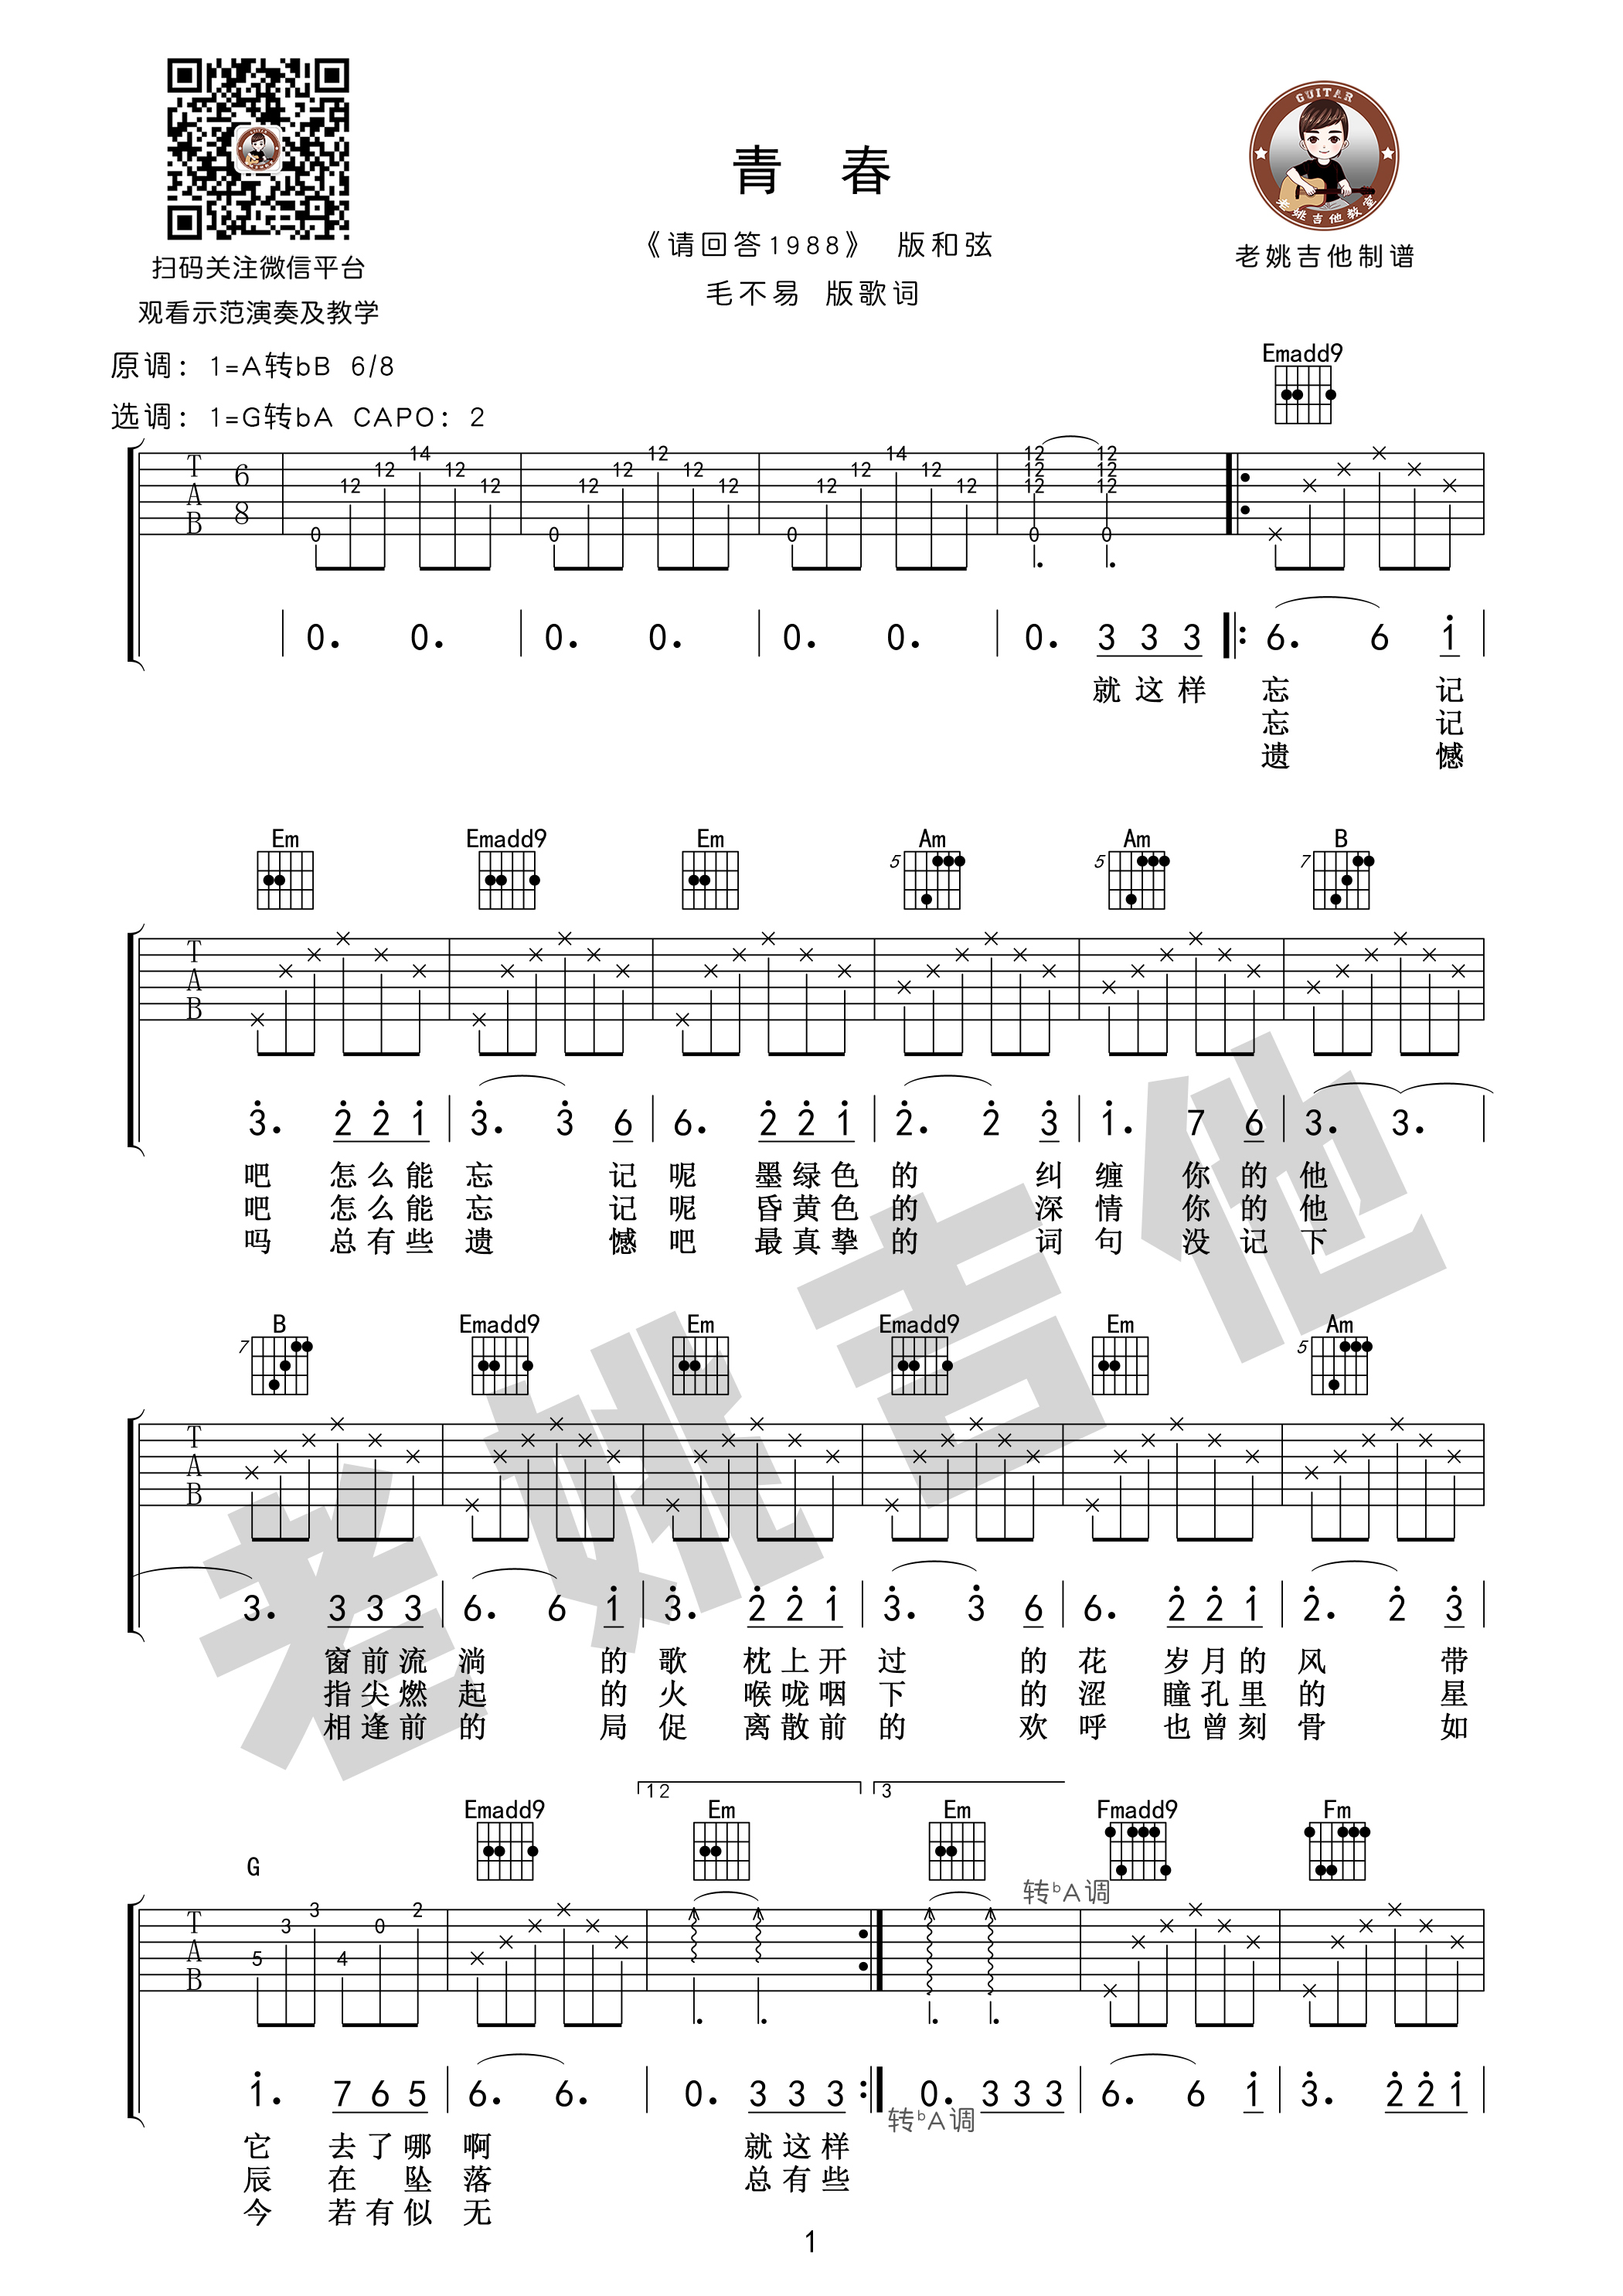 GUITAR
老姚吉他教室
青 春
《请回答1988》 版和弦
毛不易 版歌词
扫码关注微信平台
观看示范演奏及教学
老姚吉他制谱
原调：1=A转bB 6/8
选调：1=G转bA CAPO：2
Emadd9
T A B 6 8 0 12 12 14 12 12 0 12 12 12 12 12 0 12 12 14 12 12 12 12 12 0 12 12 12 0
0. 0. 0. 0. 0. 0. 0. 3 3 3 6. 6 1
就 这 样 忘 记
忘 记
遗 憾
Em Emadd9 Em 5 Am 5 Am 7 B
T A B
3. 2 2 1 3. 3 6 6. 2 2 1 2. 2 3 1. 7 6 3. 3.
吧 怎 么 能 忘 记 呢 墨 绿 色 的 纠 缠 你 的 他
吧 怎 么 能 忘 记 呢 昏 黄 色 的 深 情 你 的 他
吗 总 有 些 遗 憾 吧 最 真 挚 的 词 句 没 记 下
7 B Emadd9 Em Emadd9 Em 5 Am
T A B
3. 3 3 3 6. 6 1 3. 2 2 1 3. 3 6 6. 2 2 1 2. 2 3
窗 前 流 淌 的 歌 枕 上 开 过 的 花 岁 月 的 风 带
指 尖 燃 起 的 火 喉 咙 咽 下 的 涩 瞳 孔 里 的 星
相 逢 前 的 局 促 离 散 前 的 欢 呼 也 曾 刻 骨 如
12 3
G Emadd9 Em Em Fmadd9 Fm
转bA调
T A B 5 3 3 4 0 2
1. 7 6 5 6. 6. 0. 3 3 3 0. 3 3 3 6. 6 1 3. 2 2 1
转bA调
它 去 了 哪 啊 就 这 样
辰 在 坠 落 总 有 些
今 若 有 似 无
1
老姚吉他